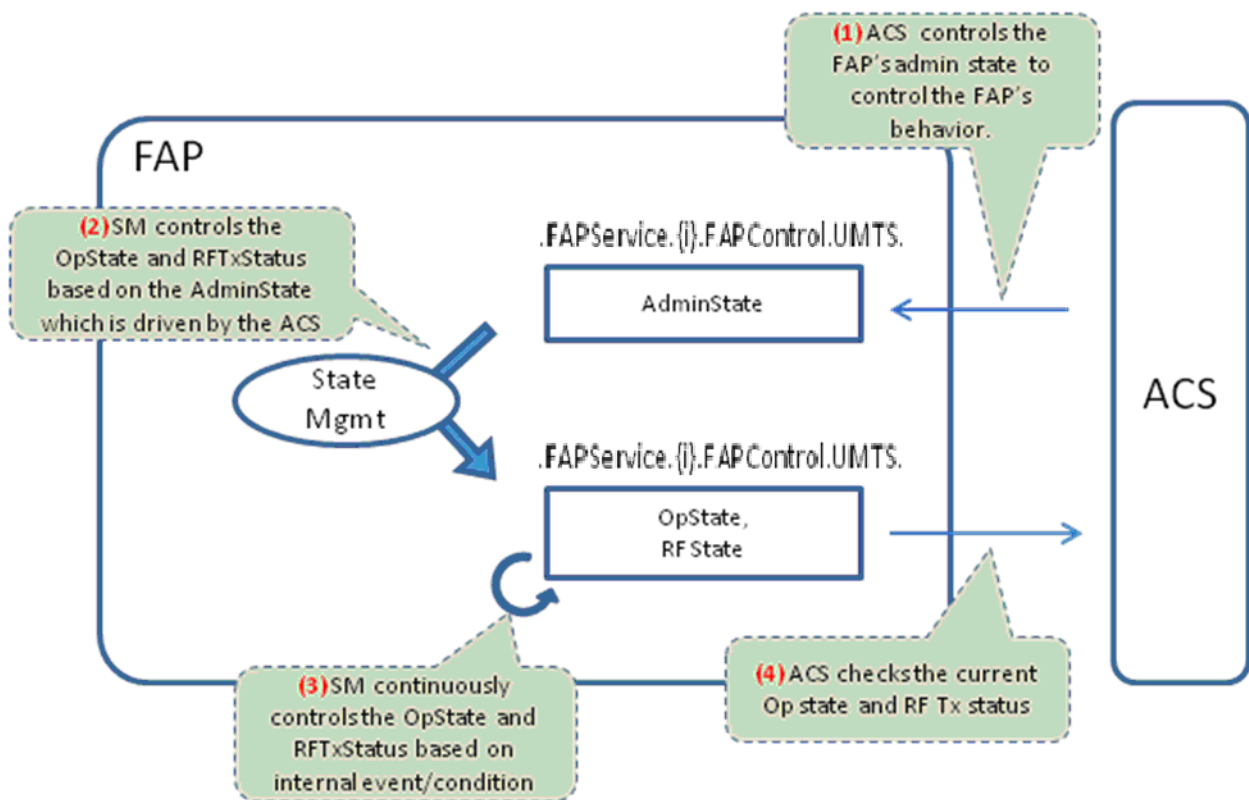 (1) ACS controls the
FAP's admin state to
control the FAP's
behavior.
FAP
(2) SM controls the
OpState and RFTxStatus
based on the AdminState
which is driven by the ACS
.FAPService.{i}.FAPControl.UMTS.
AdminState
State
Mgmt
ACS
.FAPService.{i}.FAPControl.UMTS.
OpState,
RF State
(3) SM continuously
controls the OpState and
RFTxStatus based on
internal event/condition
(4) ACS checks the current
Op state and RF Tx status